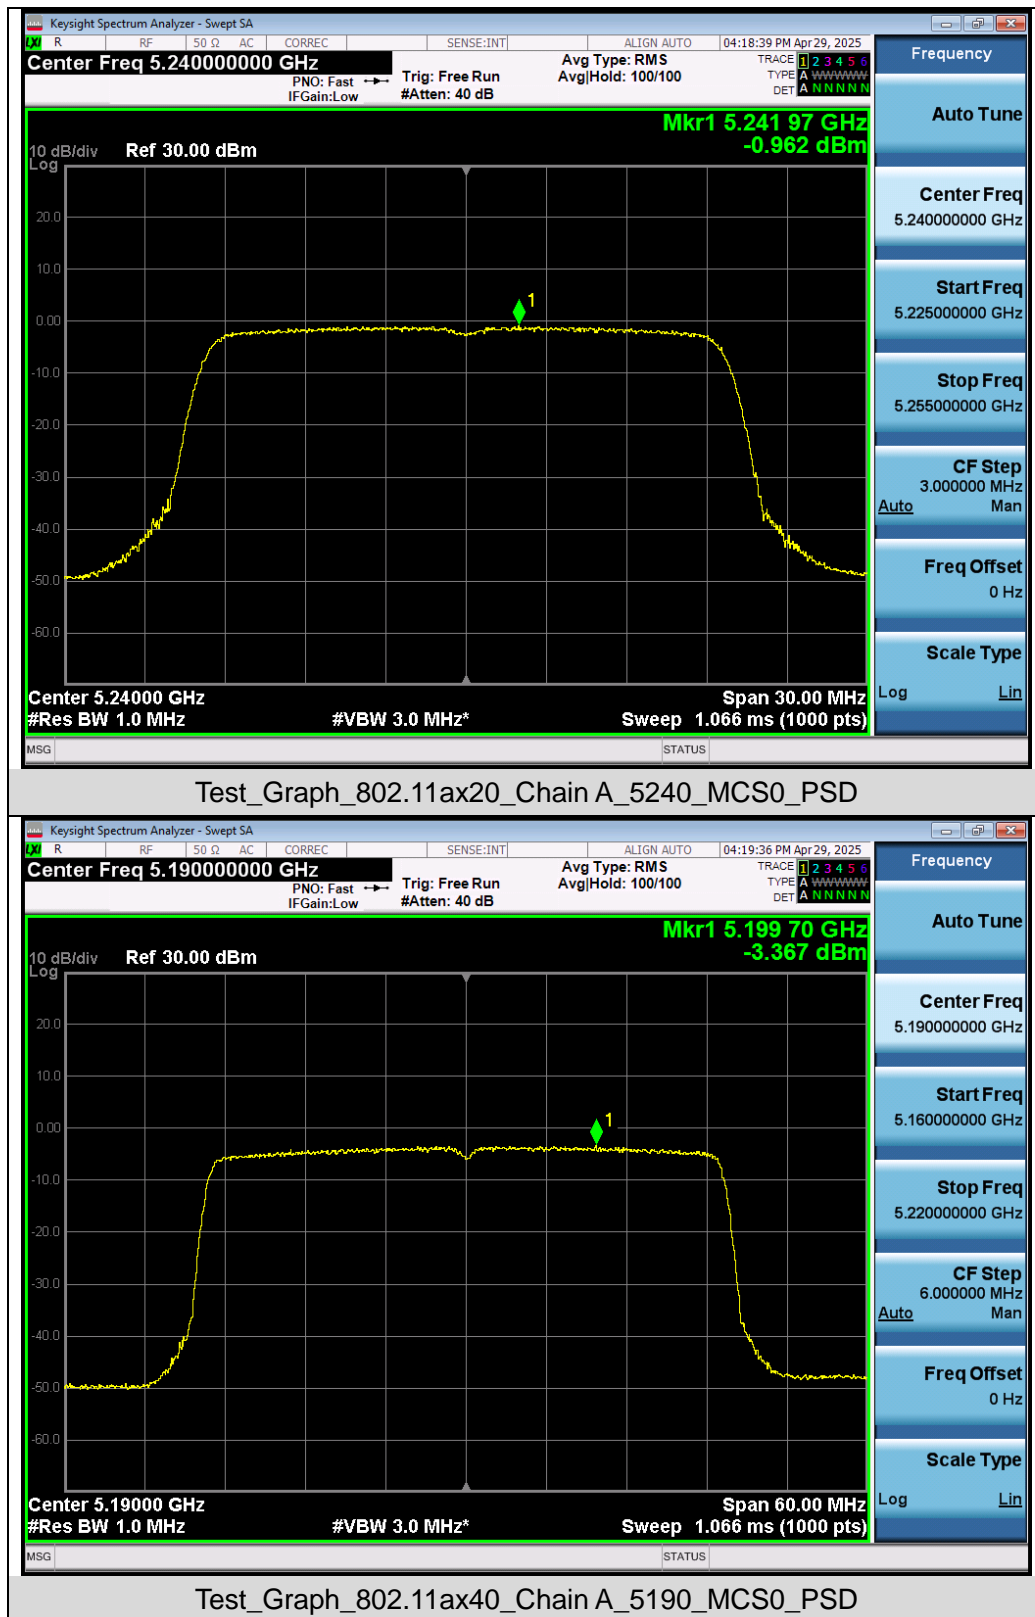 Keysight Spectrum Analyzer - Swept SA
LXI R RF 50 Ω AC CORREC SENSE:INT ALIGN AUTO 04:18:39 PM Apr 29, 2025
Center Freq 5.240000000 GHz
PNO: Fast
IFGain:Low
Trig: Free Run
#Atten: 40 dB
Avg Type: RMS
Avg|Hold: 100/100
TRACE 1 2 3 4 5 6
TYPE A WWWWW
DET A N N N N N
Mkr1 5.241 97 GHz
-0.962 dBm
10 dB/div
Log
Ref 30.00 dBm
1
20.0
10.0
0.00
-10.0
-20.0
-30.0
-40.0
-50.0
-60.0
Center 5.24000 GHz
Span 30.00 MHz
#Res BW 1.0 MHz
#VBW 3.0 MHz*
Sweep 1.066 ms (1000 pts)
MSG
STATUS
Frequency
Auto Tune
Center Freq
5.240000000 GHz
Start Freq
5.225000000 GHz
Stop Freq
5.255000000 GHz
CF Step
3.000000 MHz
Auto Man
Freq Offset
0 Hz
Scale Type
Log Lin
Test_Graph_802.11ax20_Chain A_5240_MCS0_PSD
Keysight Spectrum Analyzer - Swept SA
LXI R RF 50 Ω AC CORREC SENSE:INT ALIGN AUTO 04:19:36 PM Apr 29, 2025
Center Freq 5.190000000 GHz
PNO: Fast
IFGain:Low
Trig: Free Run
#Atten: 40 dB
Avg Type: RMS
Avg|Hold: 100/100
TRACE 1 2 3 4 5 6
TYPE A WWWWW
DET A N N N N N
Mkr1 5.199 70 GHz
-3.367 dBm
10 dB/div
Log
Ref 30.00 dBm
1
20.0
10.0
0.00
-10.0
-20.0
-30.0
-40.0
-50.0
-60.0
Center 5.19000 GHz
Span 60.00 MHz
#Res BW 1.0 MHz
#VBW 3.0 MHz*
Sweep 1.066 ms (1000 pts)
MSG
STATUS
Frequency
Auto Tune
Center Freq
5.190000000 GHz
Start Freq
5.160000000 GHz
Stop Freq
5.220000000 GHz
CF Step
6.000000 MHz
Auto Man
Freq Offset
0 Hz
Scale Type
Log Lin
Test_Graph_802.11ax40_Chain A_5190_MCS0_PSD